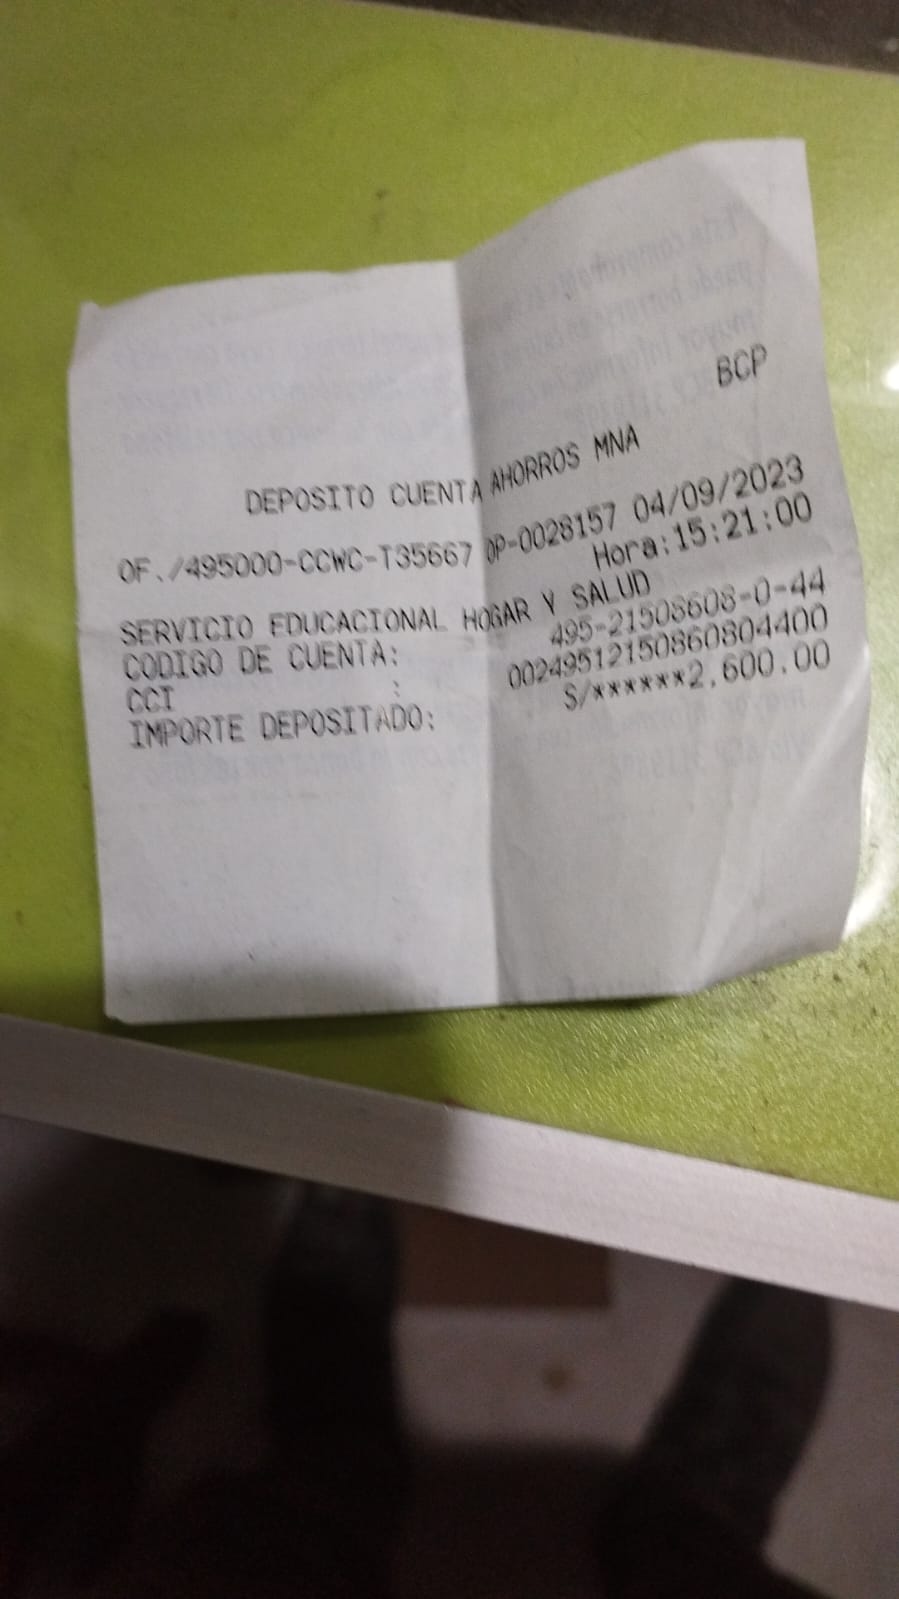 BCP
DEPOSITO CUENTA AHORROS MNA
OF./495000-CCWC-T35667 OP-0028157 04/09/2023
Hora:15:21:00
SERVICIO EDUCACIONAL HOGAR Y SALUD
CODIGO DE CUENTA: 495-21508608-0-44
CCI : 00249512150860804400
IMPORTE DEPOSITADO: S/******2,600.00